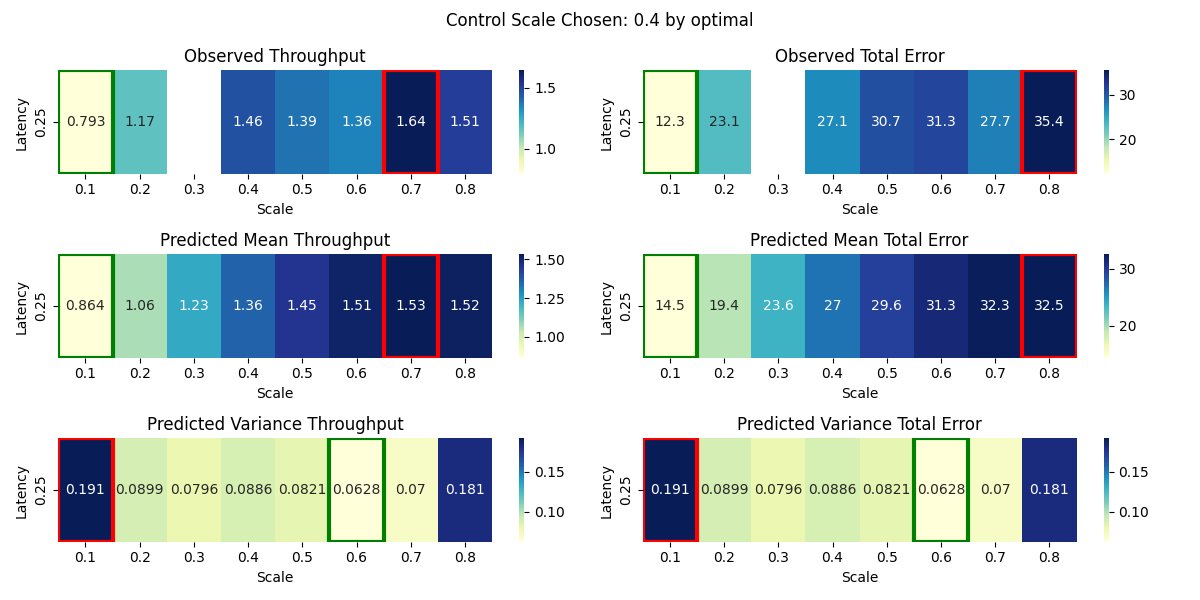 Control Scale Chosen: 0.4 by optimal
Observed Throughput
Latency
0.25
0.793 1.17 1.46 1.39 1.36 1.64 1.51
1.5
1.0
0.1 0.2 0.3 0.4 0.5 0.6 0.7 0.8
Scale
Observed Total Error
Latency
0.25
12.3 23.1 27.1 30.7 31.3 27.7 35.4
30
20
0.1 0.2 0.3 0.4 0.5 0.6 0.7 0.8
Scale
Predicted Mean Throughput
Latency
0.25
0.864 1.06 1.23 1.36 1.45 1.51 1.53 1.52
1.50
1.25
1.00
0.1 0.2 0.3 0.4 0.5 0.6 0.7 0.8
Scale
Predicted Mean Total Error
Latency
0.25
14.5 19.4 23.6 27 29.6 31.3 32.3 32.5
30
20
0.1 0.2 0.3 0.4 0.5 0.6 0.7 0.8
Scale
Predicted Variance Throughput
Latency
0.25
0.191 0.0899 0.0796 0.0886 0.0821 0.0628 0.07 0.181
0.15
0.10
0.1 0.2 0.3 0.4 0.5 0.6 0.7 0.8
Scale
Predicted Variance Total Error
Latency
0.25
0.191 0.0899 0.0796 0.0886 0.0821 0.0628 0.07 0.181
0.15
0.10
0.1 0.2 0.3 0.4 0.5 0.6 0.7 0.8
Scale